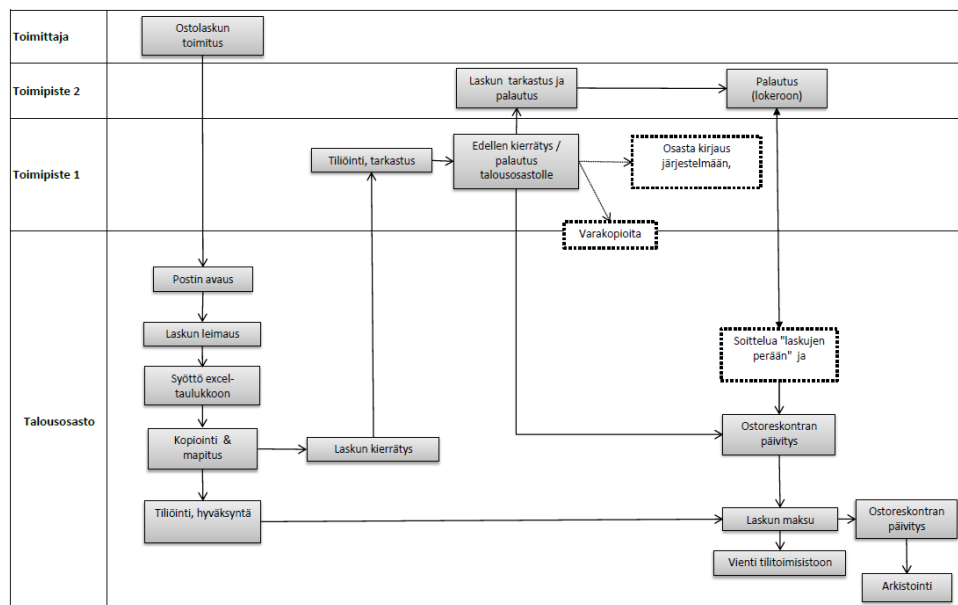 Toimittaja
Ostolaskun
toimitus
Toimipiste 2
Laskun tarkastus ja
palautus
Palautus
(lokeroon)
Toimipiste 1
Tiliöinti, tarkastus
Edellen kierrätys /
palautus
talousosastolle
Osasta kirjaus
järjestelmään,
Varakopioita
Talousosasto
Postin avaus
Laskun leimaus
Syöttö excel-
taulukkoon
Kopiointi &
mapitus
Laskun kierrätys
Tiliöinti, hyväksyntä
Soittelua "laskujen
perään" ja
Ostoreskontran
päivitys
Laskun maksu
Ostoreskontran
päivitys
Vienti tilitoimisistoon
Arkistointi